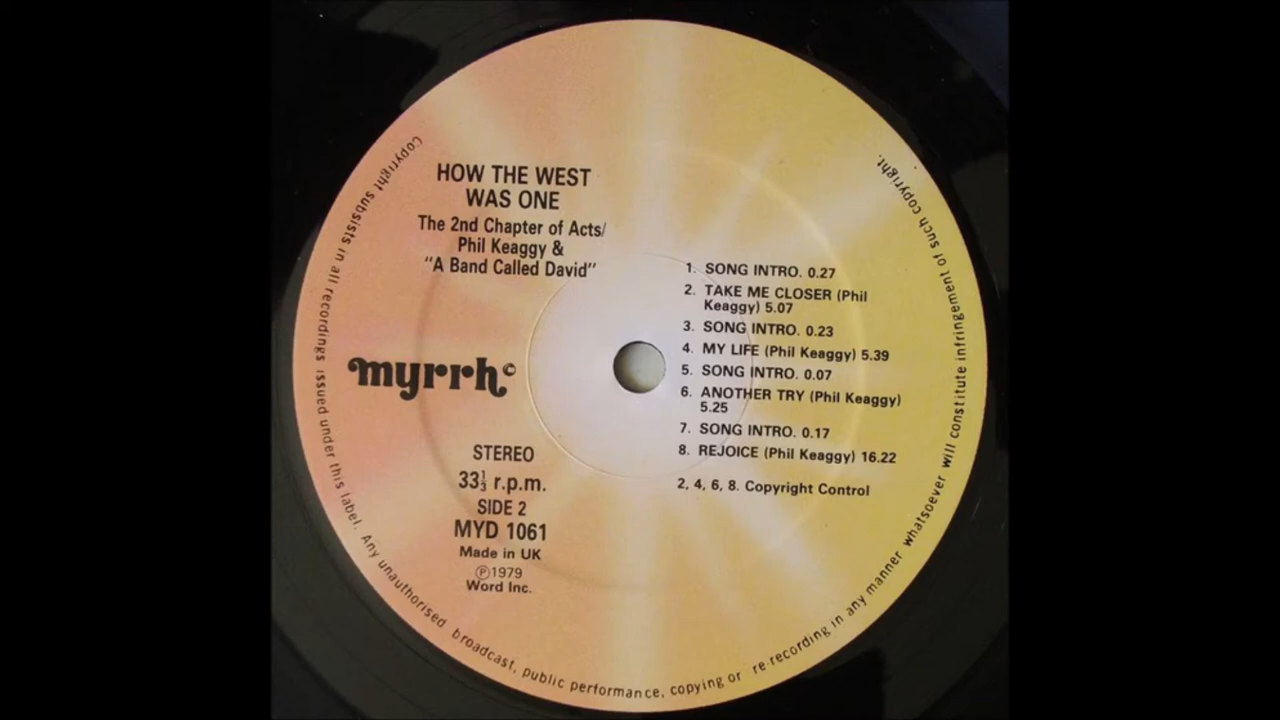 HOW THE WEST
WAS ONE
The 2nd Chapter of Acts/
Phil Keaggy &
"A Band Called David"
myrrh©
STEREO
33⅓ r.p.m.
SIDE 2
MYD 1061
Made in UK
Ⓟ1979
Word Inc.
1. SONG INTRO. 0.27
2. TAKE ME CLOSER (Phil
Keaggy) 5.07
3. SONG INTRO. 0.23
4. MY LIFE (Phil Keaggy) 5.39
5. SONG INTRO. 0.07
6. ANOTHER TRY (Phil Keaggy)
5.25
7. SONG INTRO. 0.17
8. REJOICE (Phil Keaggy) 16.22
2, 4, 6, 8. Copyright Control
Copyright subsists in all recordings issued under this label. Any unauthorised broadcast, public performance, copying or re-recording in any manner whatsoever will constitute infringement of such copyright.